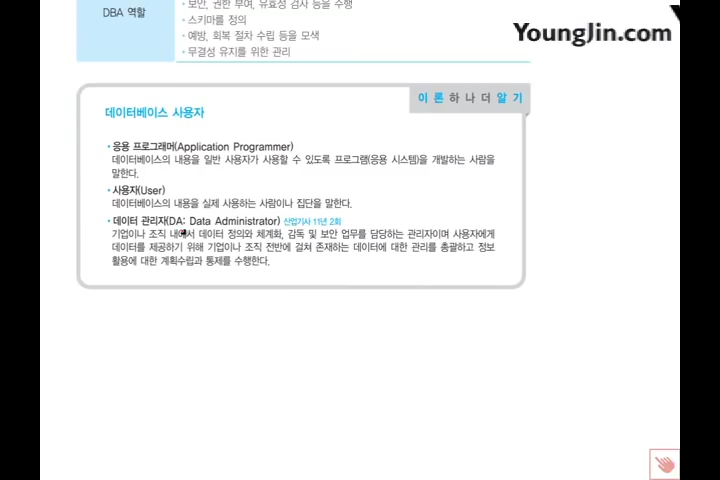 • 보안, 권한 부여, 유효성 검사 등을 수행
DBA 역할
• 스키마를 정의
• 예방, 회복 절차 수립 등을 모색
• 무결성 유지를 위한 관리
YoungJin.com
이론하나더알기
데이터베이스 사용자
• 응용 프로그래머(Application Programmer)
데이터베이스의 내용을 일반 사용자가 사용할 수 있도록 프로그램(응용 시스템)을 개발하는 사람을
말한다.
• 사용자(User)
데이터베이스의 내용을 실제 사용하는 사람이나 집단을 말한다.
• 데이터 관리자(DA: Data Administrator) 산업기사 11년 2회
기업이나 조직 내에서 데이터 정의와 체계화, 감독 및 보안 업무를 담당하는 관리자이며 사용자에게
데이터를 제공하기 위해 기업이나 조직 전반에 걸쳐 존재하는 데이터에 대한 관리를 총괄하고 정보
활용에 대한 계획수립과 통제를 수행한다.